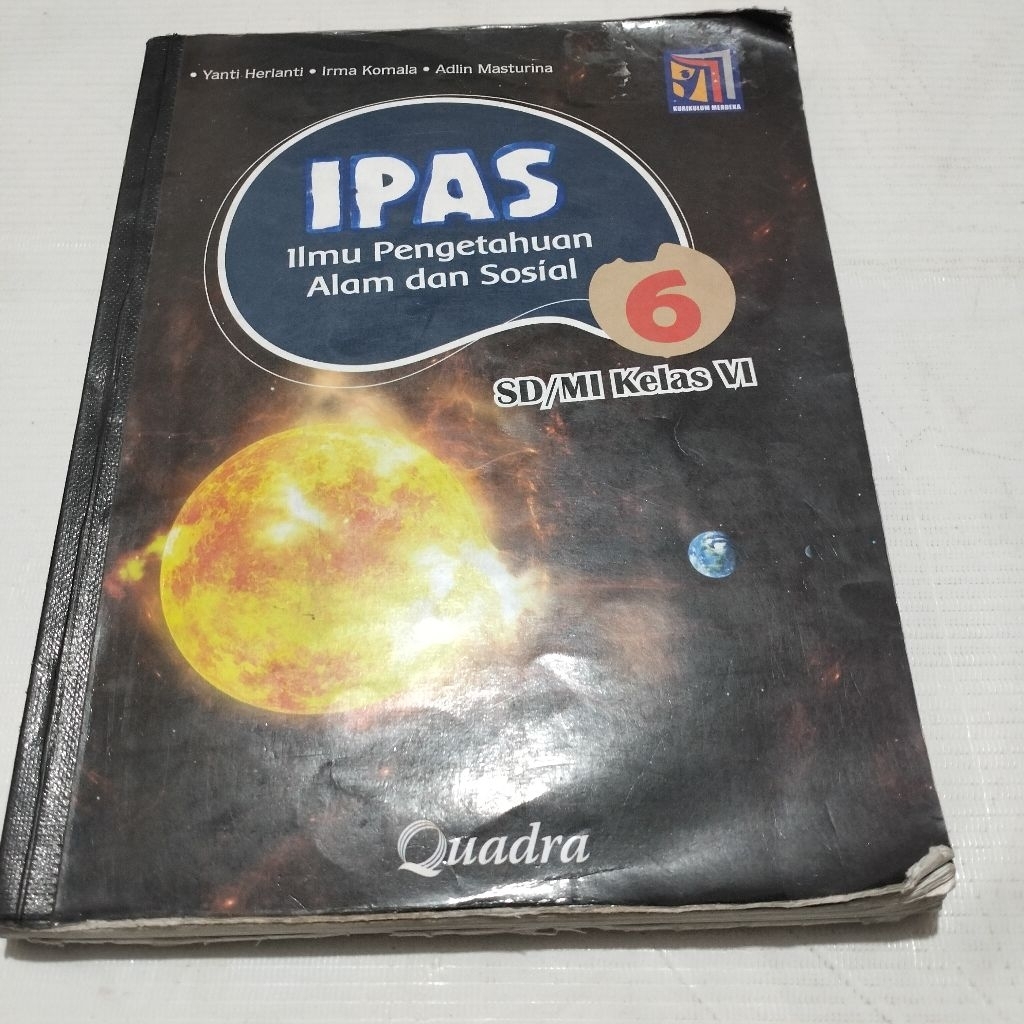 • Yanti Herlanti • Irma Komala • Adlin Masturina
KURIKULUM MERDEKA
IPAS
Ilmu Pengetahuan
Alam dan Sosial
6
SD/MI Kelas VI
Quadra